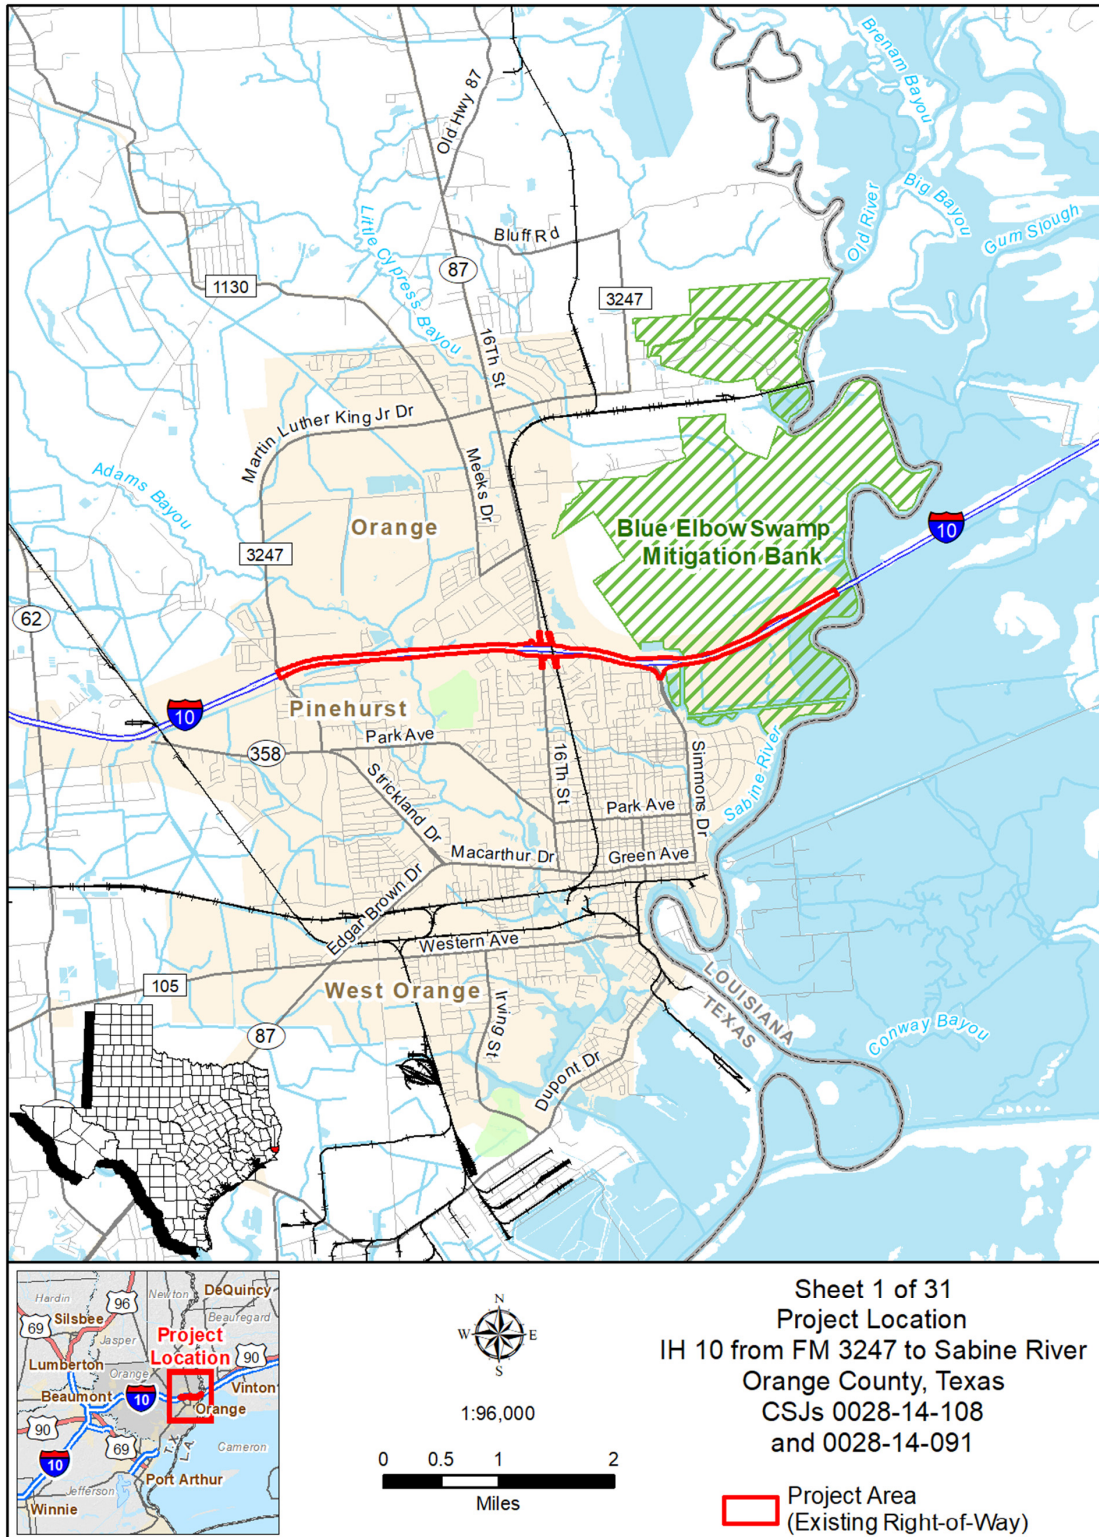 Brenam Bayou
Old Hwy 87
Big Bayou
Old River
Gum Slough
Little Cypress Bayou
Bluff Rd
87
1130
3247
16Th St
Martin Luther King Jr Dr
Meeks Dr
Adams Bayou
Orange
Blue Elbow Swamp
Mitigation Bank
10
3247
62
10
Pinehurst
Park Ave
358
Strickland Dr
16Th St
Simmons Dr
Sabine River
Park Ave
Macarthur Dr
Green Ave
Edgar Brown Dr
Western Ave
105
West Orange
Irving St
LOUISIANA
TEXAS
Conway Bayou
87
Dupont Dr
Hardin
Newton
DeQuincy
96
69
Silsbee
Jasper
Beauregard
Project
Location
90
Lumberton
Orange
Vinton
Beaumont
10
Orange
90
69
TX
LA
Cameron
10
Port Arthur
Jefferson
Winnie
N
W E
S
1:96,000
0 0.5 1 2
Miles
Sheet 1 of 31
Project Location
IH 10 from FM 3247 to Sabine River
Orange County, Texas
CSJs 0028-14-108
and 0028-14-091
Project Area
(Existing Right-of-Way)